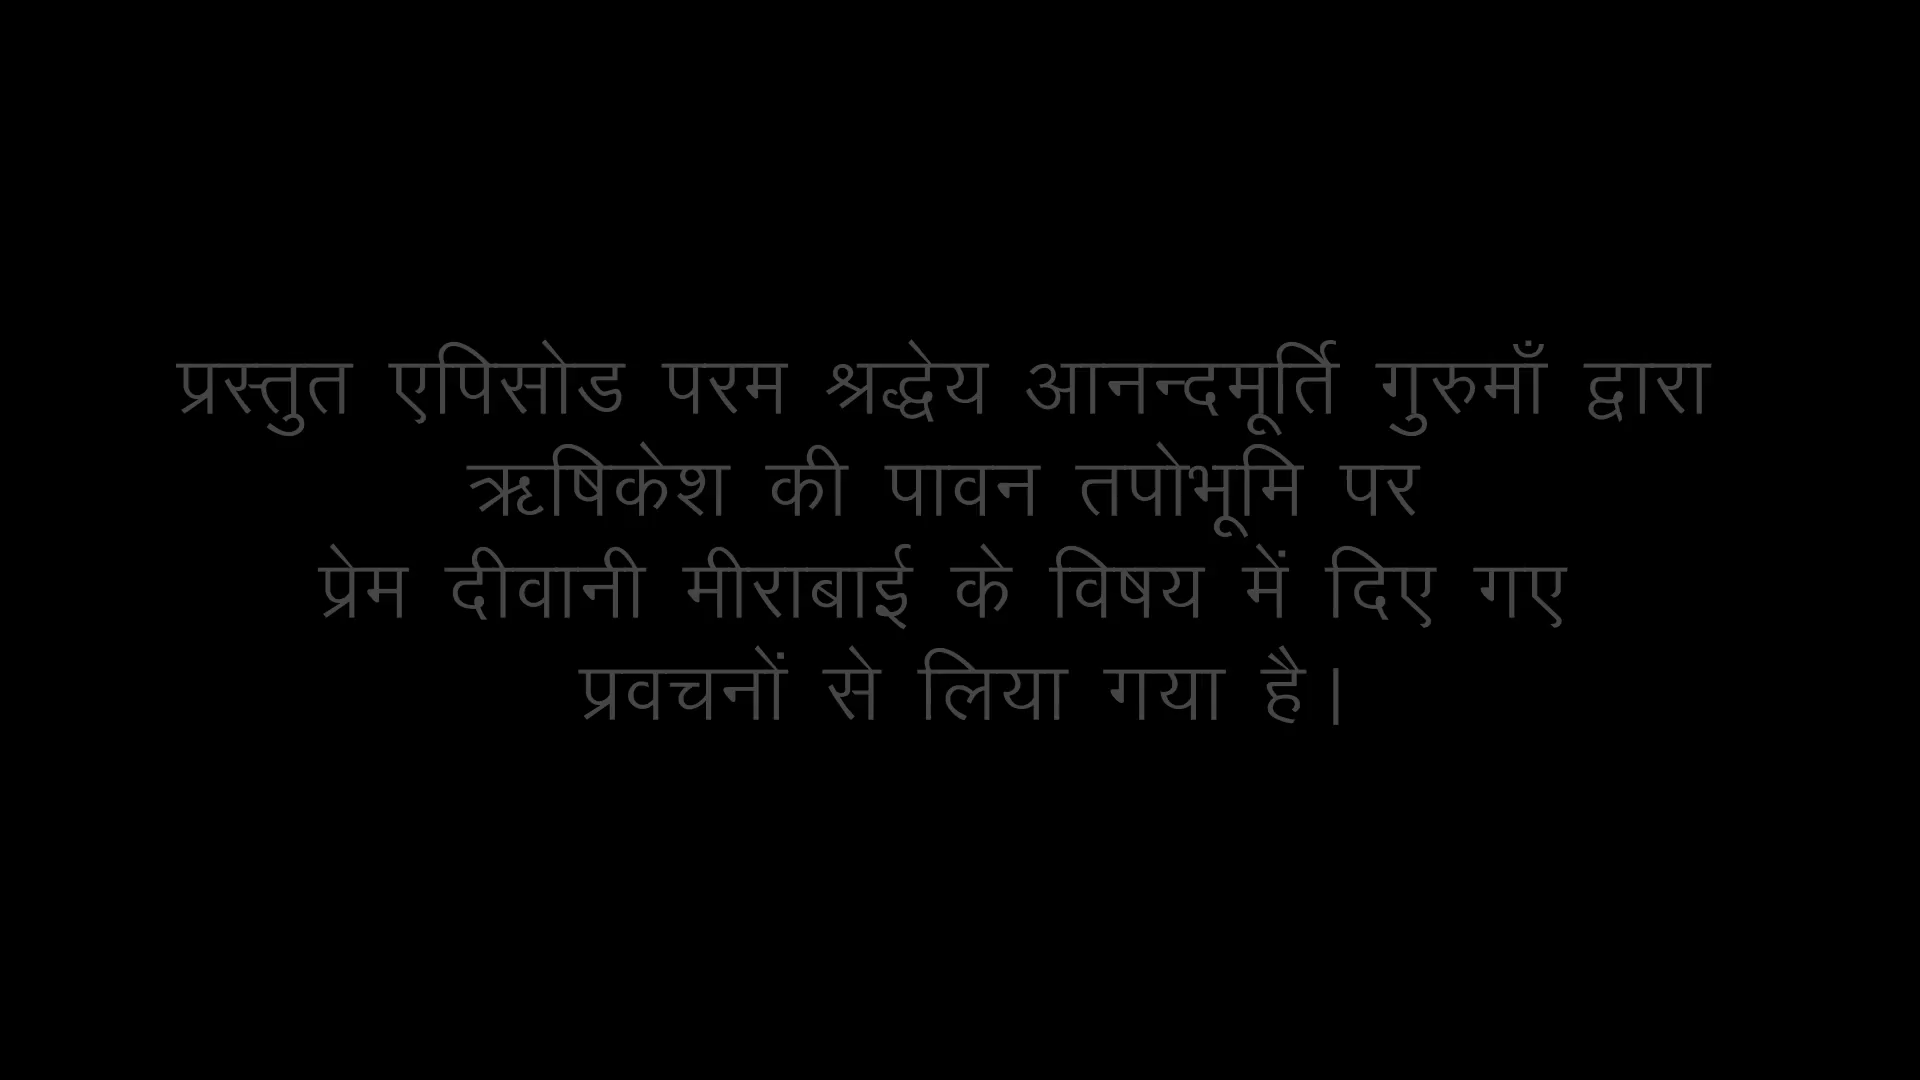 प्रस्तुत एपिसोड परम श्रद्धेय आनन्दमूर्ति गुरुमाँ द्वारा
ऋषिकेश की पावन तपोभूमि पर
प्रेम दीवानी मीराबाई के विषय में दिए गए
प्रवचनों से लिया गया है।